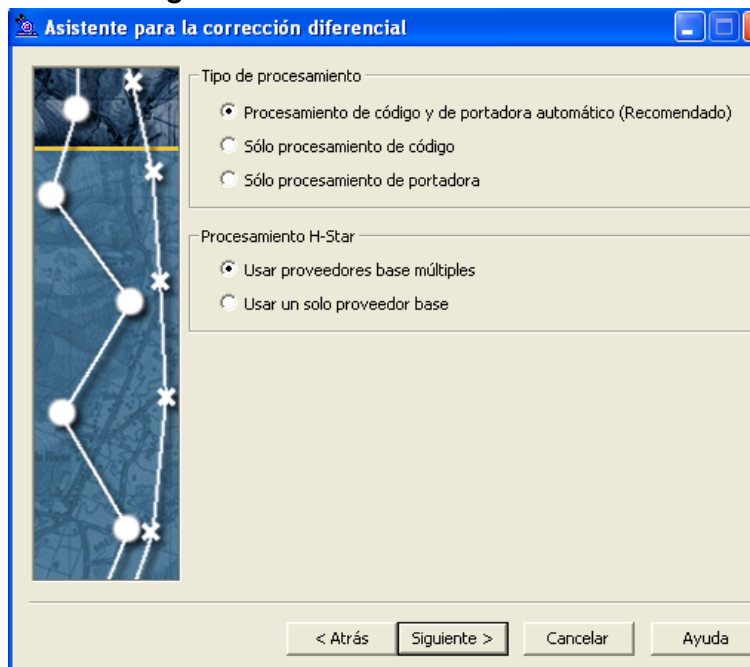 Asistente para la corrección diferencial
Tipo de procesamiento
Procesamiento de código y de portadora automático (Recomendado)
Sólo procesamiento de código
Sólo procesamiento de portadora
Procesamiento H-Star
Usar proveedores base múltiples
Usar un solo proveedor base
< Atrás
Siguiente >
Cancelar
Ayuda